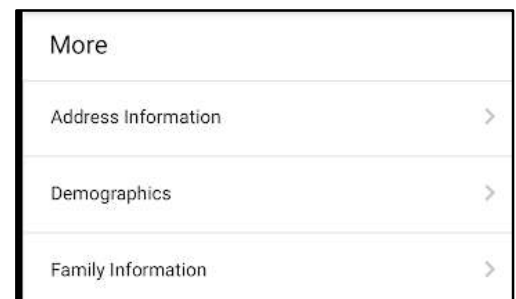 More
Address Information
Demographics
Family Information